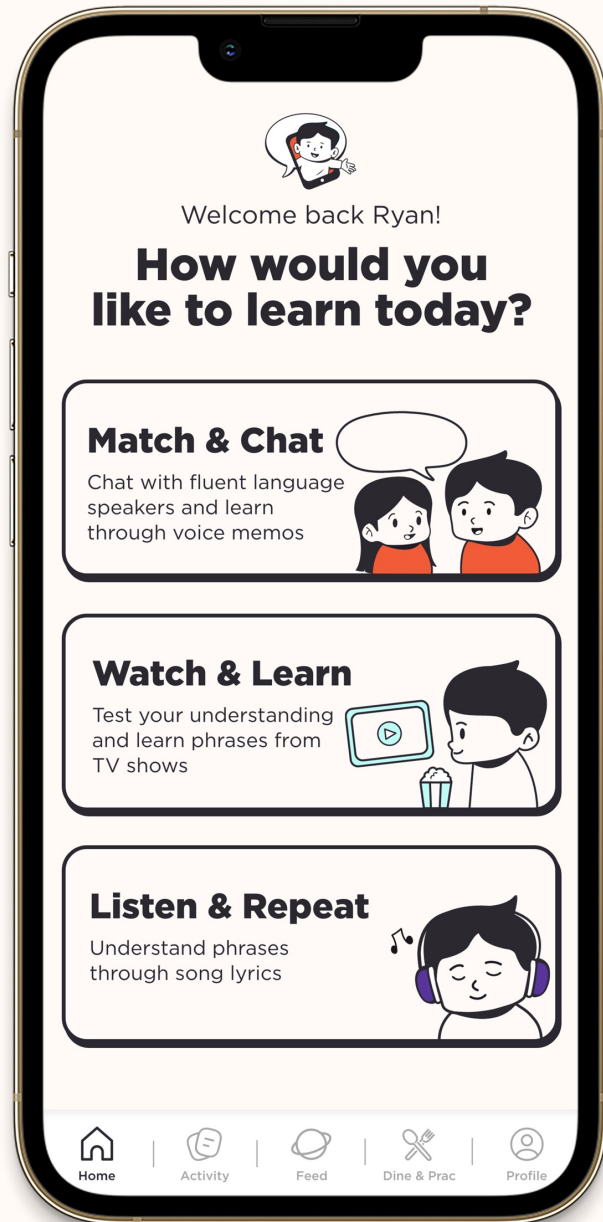 Welcome back Ryan!
How would you
like to learn today?
Match & Chat
Chat with fluent language
speakers and learn
through voice memos
Watch & Learn
Test your understanding
and learn phrases from
TV shows
Listen & Repeat
Understand phrases
through song lyrics
Home
Activity
Feed
Dine & Prac
Profile